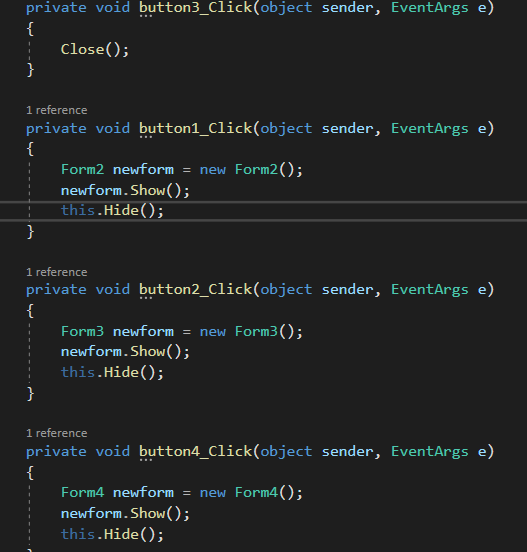 private void button3_Click(object sender, EventArgs e)
{
Close();
}
1 reference
private void button1_Click(object sender, EventArgs e)
{
Form2 newform = new Form2();
newform.Show();
this.Hide();
}
1 reference
private void button2_Click(object sender, EventArgs e)
{
Form3 newform = new Form3();
newform.Show();
this.Hide();
}
1 reference
private void button4_Click(object sender, EventArgs e)
{
Form4 newform = new Form4();
newform.Show();
this.Hide();
}